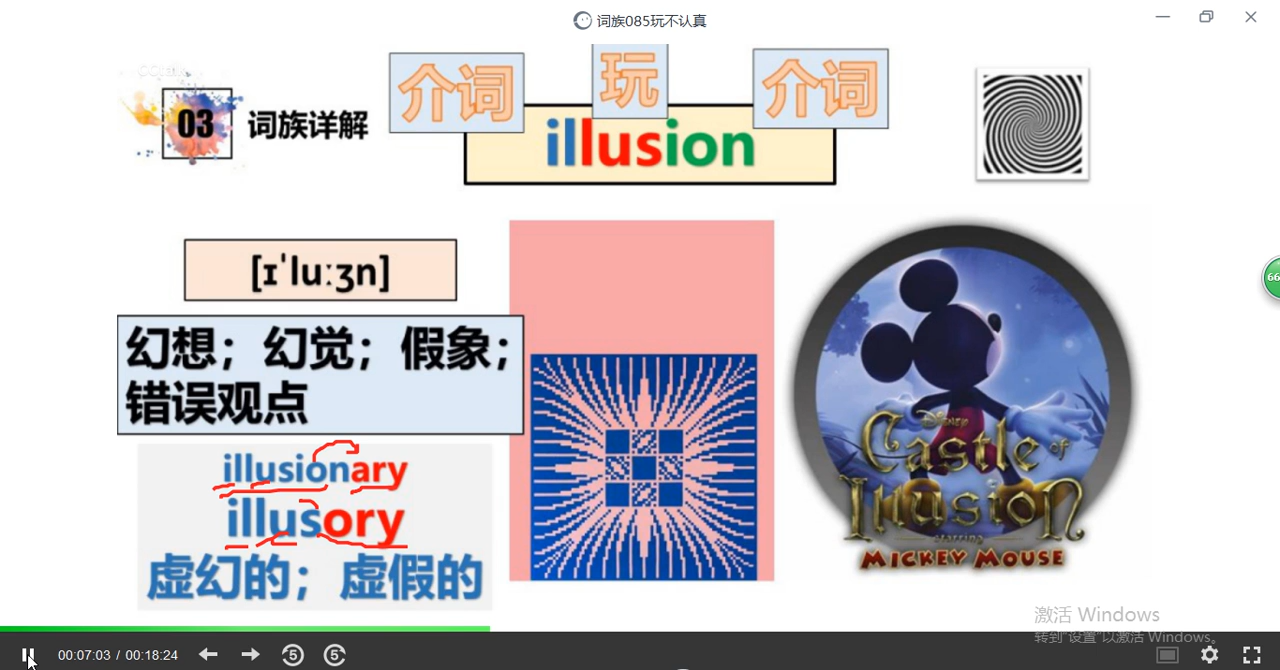 词族085玩不认真
介词 玩 介词
03 词族详解
illusion
[ɪˈluːʒn]
幻想；幻觉；假象；
错误观点
illusionary
illusory
虚幻的；虚假的
Disney
Castle of
Illusion
starring
MICKEY MOUSE
66
激活 Windows
转到"设置"以激活 Windows。
00:07:03 / 00:18:24
5 5